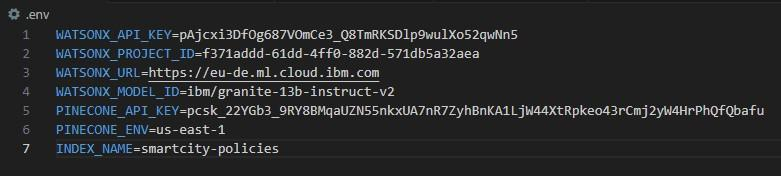 .env
1 WATSONX_API_KEY=pAjcxi3DfOg687VOmCe3_Q8TmRKSDlp9wulXo52qwNn5
2 WATSONX_PROJECT_ID=f371addd-61dd-4ff0-882d-571db5a32aea
3 WATSONX_URL=https://eu-de.ml.cloud.ibm.com
4 WATSONX_MODEL_ID=ibm/granite-13b-instruct-v2
5 PINECONE_API_KEY=pcsk_22YGb3_9RY8BMqaUZN55nkxUA7nR7ZyhBnKA1LjW44XtRpkeo43rCmj2yW4HrPhQfQbafu
6 PINECONE_ENV=us-east-1
7 INDEX_NAME=smartcity-policies